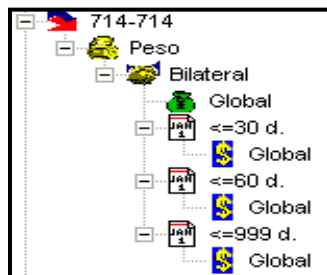 714-714
Peso
Bilateral
Global
<=30 d.
Global
<=60 d.
Global
<=999 d.
Global